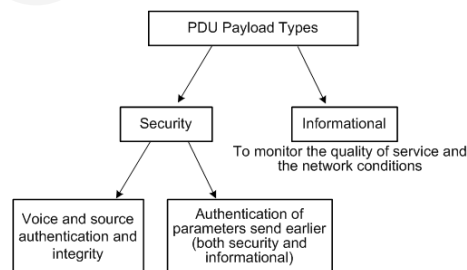 PDU Payload Types
Security
Informational
To monitor the quality of service and
the network conditions
Voice and source
authentication and
integrity
Authentication of
parameters send earlier
(both security and
informational)